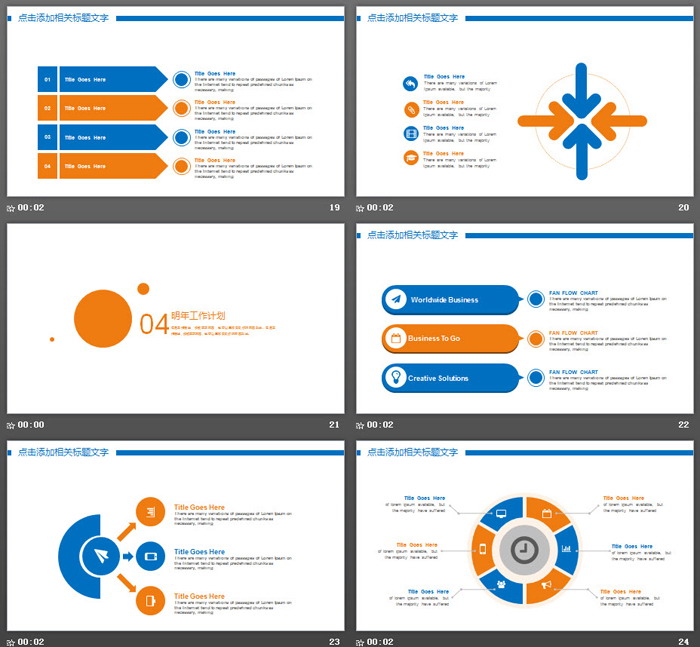 点击添加相关标题文字
01
Title Goes Here
02
Title Goes Here
03
Title Goes Here
04
Title Goes Here
Title Goes Here
There are many variations of passages of Lorem Ipsum on
the Internet tend to repeat predefined chunks as
necessary, making
Title Goes Here
There are many variations of passages of Lorem Ipsum on
the Internet tend to repeat predefined chunks as
necessary, making
Title Goes Here
There are many variations of passages of Lorem Ipsum on
the Internet tend to repeat predefined chunks as
necessary, making
Title Goes Here
There are many variations of passages of Lorem Ipsum on
the Internet tend to repeat predefined chunks as
necessary, making
00:02
19
点击添加相关标题文字
Title Goes Here
There are many variations of Lorem
Ipsum available, but the majority
Title Goes Here
There are many variations of Lorem
Ipsum available, but the majority
Title Goes Here
There are many variations of Lorem
Ipsum available, but the majority
Title Goes Here
There are many variations of Lorem
Ipsum available, but the majority
00:02
20
04
明年工作计划
00:00
21
点击添加相关标题文字
Worldwide Business
FAN FLOW CHART
There are many variations of passages of Lorem Ipsum on
the Internet tend to repeat predefined chunks as
necessary, making
Business To Go
FAN FLOW CHART
There are many variations of passages of Lorem Ipsum on
the Internet tend to repeat predefined chunks as
necessary, making
Creative Solutions
FAN FLOW CHART
There are many variations of passages of Lorem Ipsum on
the Internet tend to repeat predefined chunks as
necessary, making
00:02
22
点击添加相关标题文字
Title Goes Here
There are many variations of passages of Lorem Ipsum on
the Internet tend to repeat predefined chunks as
necessary, making
Title Goes Here
There are many variations of passages of Lorem Ipsum on
the Internet tend to repeat predefined chunks as
necessary, making
Title Goes Here
There are many variations of passages of Lorem Ipsum on
the Internet tend to repeat predefined chunks as
necessary, making
00:02
23
点击添加相关标题文字
Title Goes Here
of lorem ipsum available, but
the majority have suffered
Title Goes Here
of lorem ipsum available, but
the majority have suffered
Title Goes Here
of lorem ipsum available, but
the majority have suffered
Title Goes Here
of lorem ipsum available, but
the majority have suffered
Title Goes Here
of lorem ipsum available, but
the majority have suffered
Title Goes Here
of lorem ipsum available, but
the majority have suffered
00:02
24